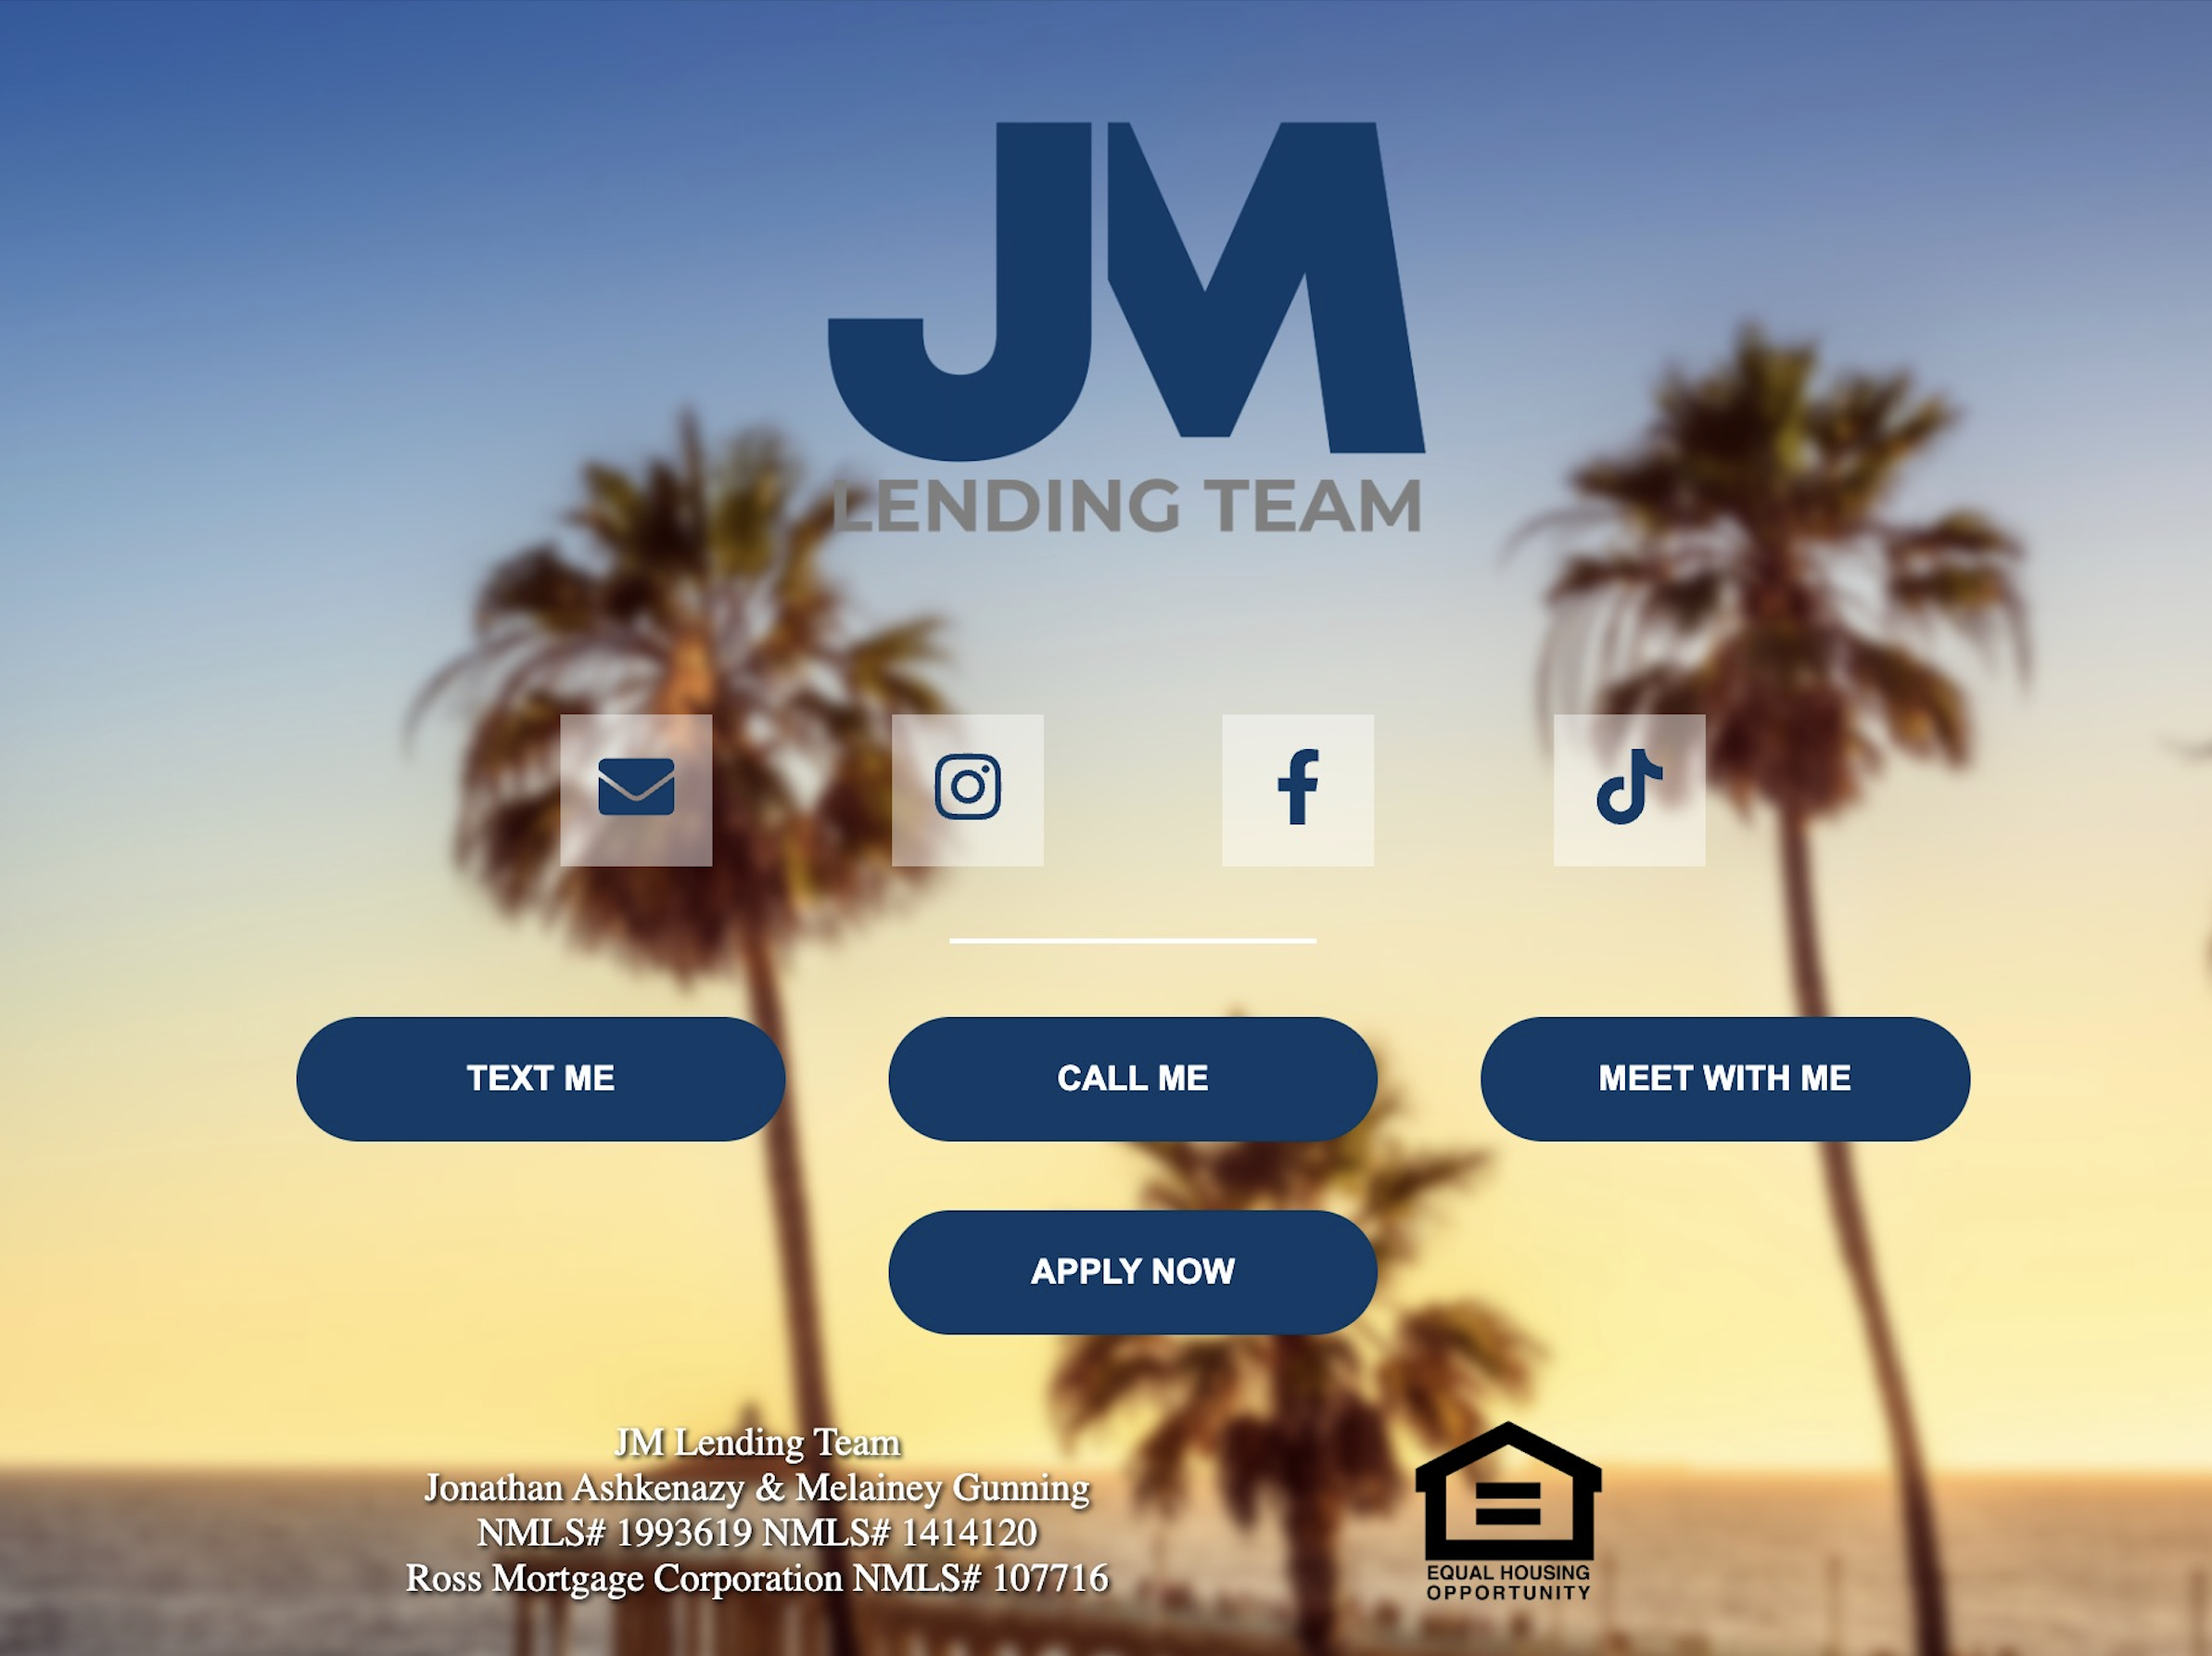 JM
LENDING TEAM
TEXT ME
CALL ME
MEET WITH ME
APPLY NOW
JM Lending Team
Jonathan Ashkenazy & Melainey Gunning
NMLS# 1993619 NMLS# 1414120
Ross Mortgage Corporation NMLS# 107716
EQUAL HOUSING
OPPORTUNITY